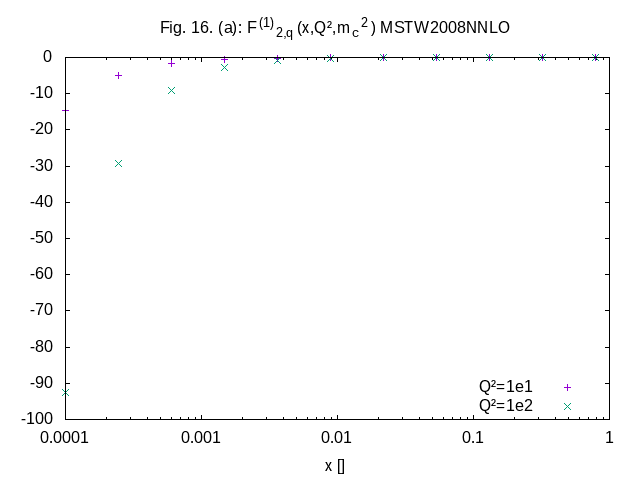 Fig. 16. (a): F⁽¹⁾₂,q (x,Q²,m_c²) MSTW2008NNLO
0
-10
-20
-30
-40
-50
-60
-70
-80
-90
-100
Q²=1e1
Q²=1e2
0.0001 0.001 0.01 0.1 1
x []